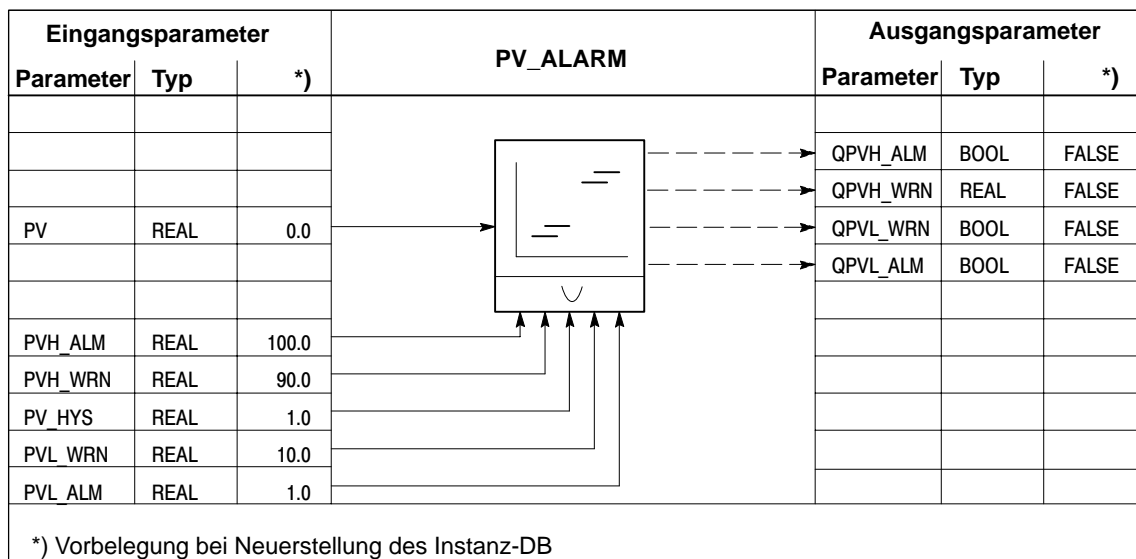 Eingangsparameter PV_ALARM Ausgangsparameter
Parameter Typ *) Parameter Typ *)
QPVH_ALM BOOL FALSE
QPVH_WRN REAL FALSE
PV REAL 0.0 QPVL_WRN BOOL FALSE
QPVL_ALM BOOL FALSE
PVH_ALM REAL 100.0
PVH_WRN REAL 90.0
PV_HYS REAL 1.0
PVL_WRN REAL 10.0
PVL_ALM REAL 1.0
*) Vorbelegung bei Neuerstellung des Instanz-DB